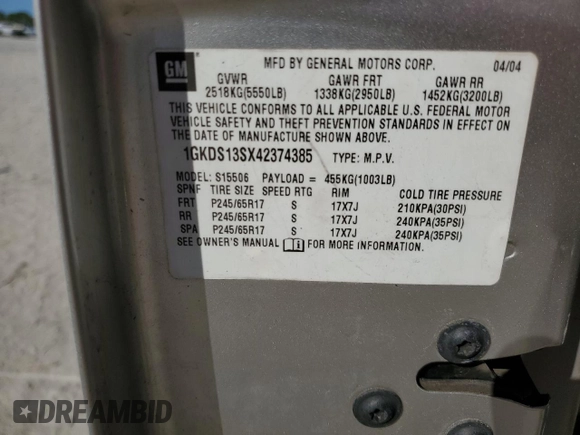 GM
MFD BY GENERAL MOTORS CORP. 04/04
GVWR GAWR FRT GAWR RR
2518KG(5550LB) 1338KG(2950LB) 1452KG(3200LB)
THIS VEHICLE CONFORMS TO ALL APPLICABLE U.S. FEDERAL MOTOR
VEHICLE SAFETY AND THEFT PREVENTION STANDARDS IN EFFECT ON
THE DATE OF MANUFACTURE SHOWN ABOVE.
1GKDS13SX42374385 TYPE: M.P.V.
MODEL: S15506 PAYLOAD = 455KG(1003LB)
SPNF TIRE SIZE SPEED RTG RIM COLD TIRE PRESSURE
FRT P245/65R17 S 17X7J 210KPA(30PSI)
RR P245/65R17 S 17X7J 240KPA(35PSI)
SPA P245/65R17 S 17X7J 240KPA(35PSI)
SEE OWNER'S MANUAL FOR MORE INFORMATION.
DREAMBID